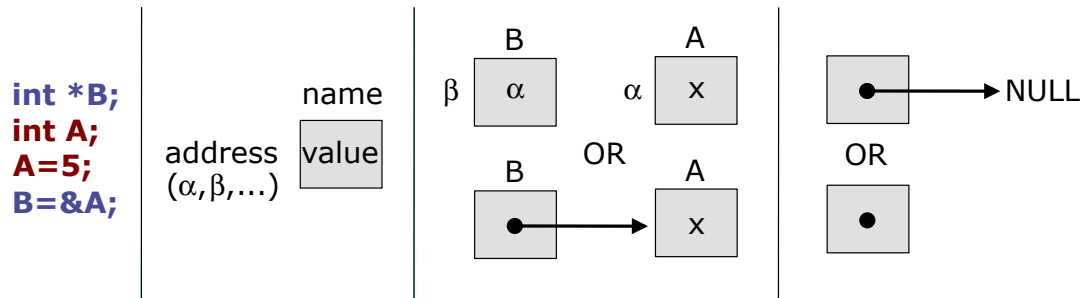 int *B;
int A;
A=5;
B=&A;
name
value
address
(α,β,...)
B A
β α α x
OR
B A
x
NULL
OR